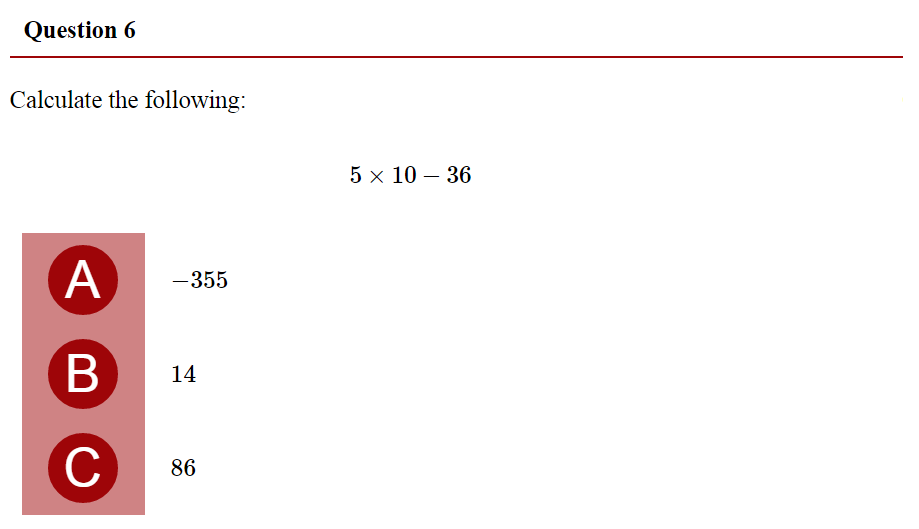 Question 6
Calculate the following:
5 × 10 − 36
A −355
B 14
C 86